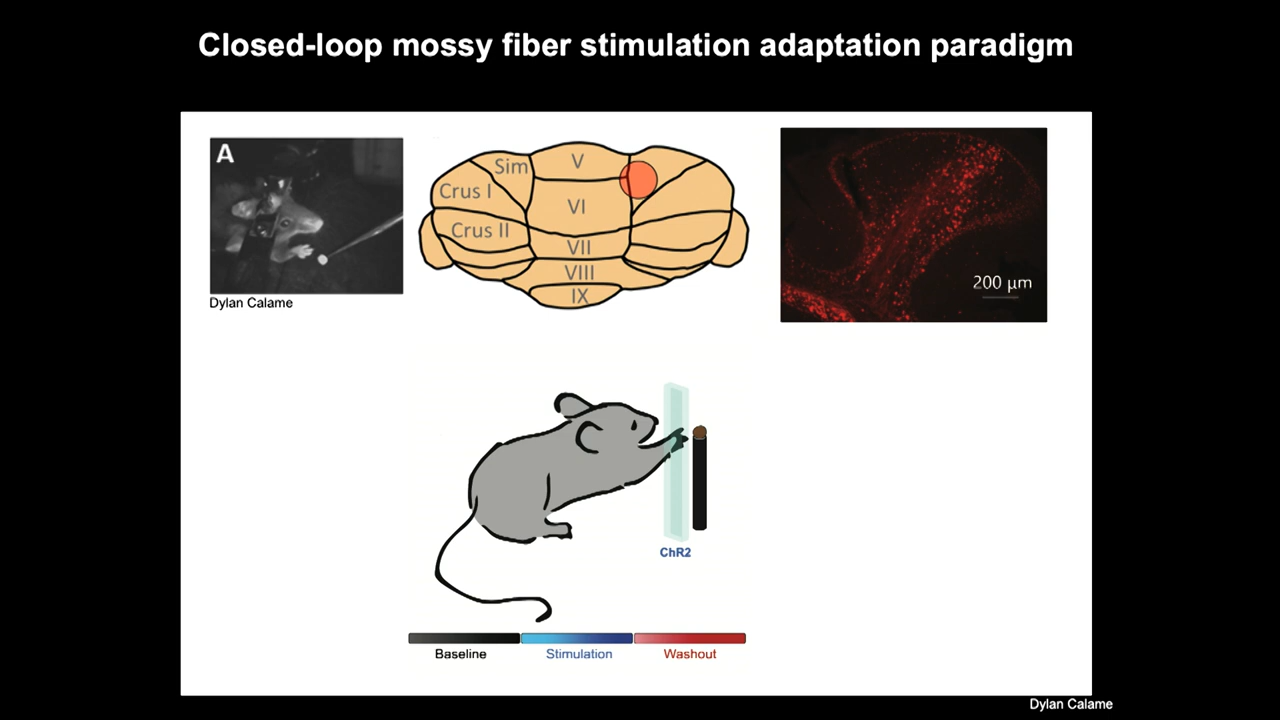 Closed-loop mossy fiber stimulation adaptation paradigm
A
Dylan Calame
Sim
V
Crus I
VI
Crus II
VII
VIII
IX
200 µm
ChR2
Baseline
Stimulation
Washout
Dylan Calame